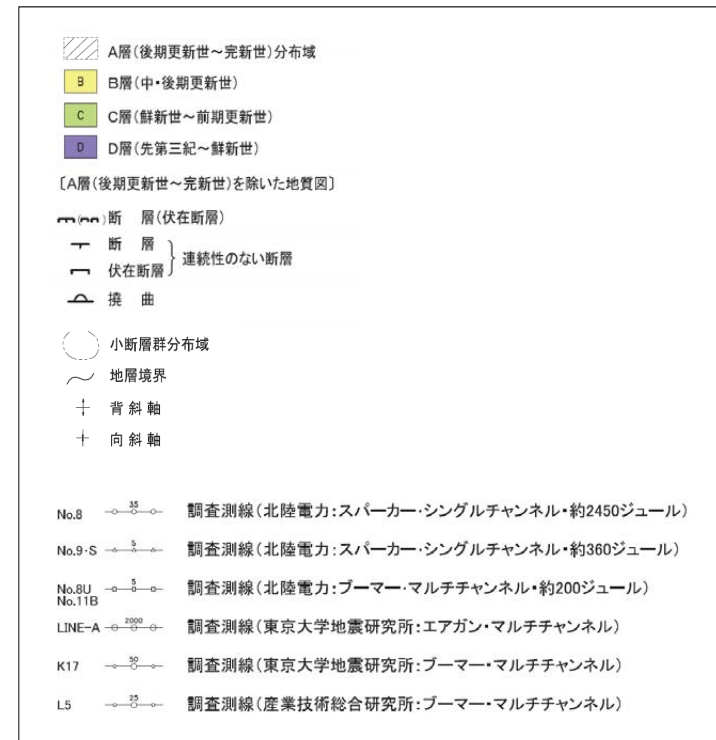 A層(後期更新世～完新世)分布域
B B層(中・後期更新世)
C C層(鮮新世～前期更新世)
D D層(先第三紀～鮮新世)
〔A層(後期更新世～完新世)を除いた地質図〕
断 層(伏在断層)
断 層
伏在断層
連続性のない断層
撓 曲
小断層群分布域
地層境界
背斜軸
向斜軸
No.8 35 調査測線(北陸電力:スパーカー・シングルチャンネル・約2450ジュール)
No.9・S 5 調査測線(北陸電力:スパーカー・シングルチャンネル・約360ジュール)
No.8U 5 調査測線(北陸電力:ブーマー・マルチチャンネル・約200ジュール)
No.11B
LINE-A 2000 調査測線(東京大学地震研究所:エアガン・マルチチャンネル)
K17 50 調査測線(東京大学地震研究所:ブーマー・マルチチャンネル)
L5 25 調査測線(産業技術総合研究所:ブーマー・マルチチャンネル)